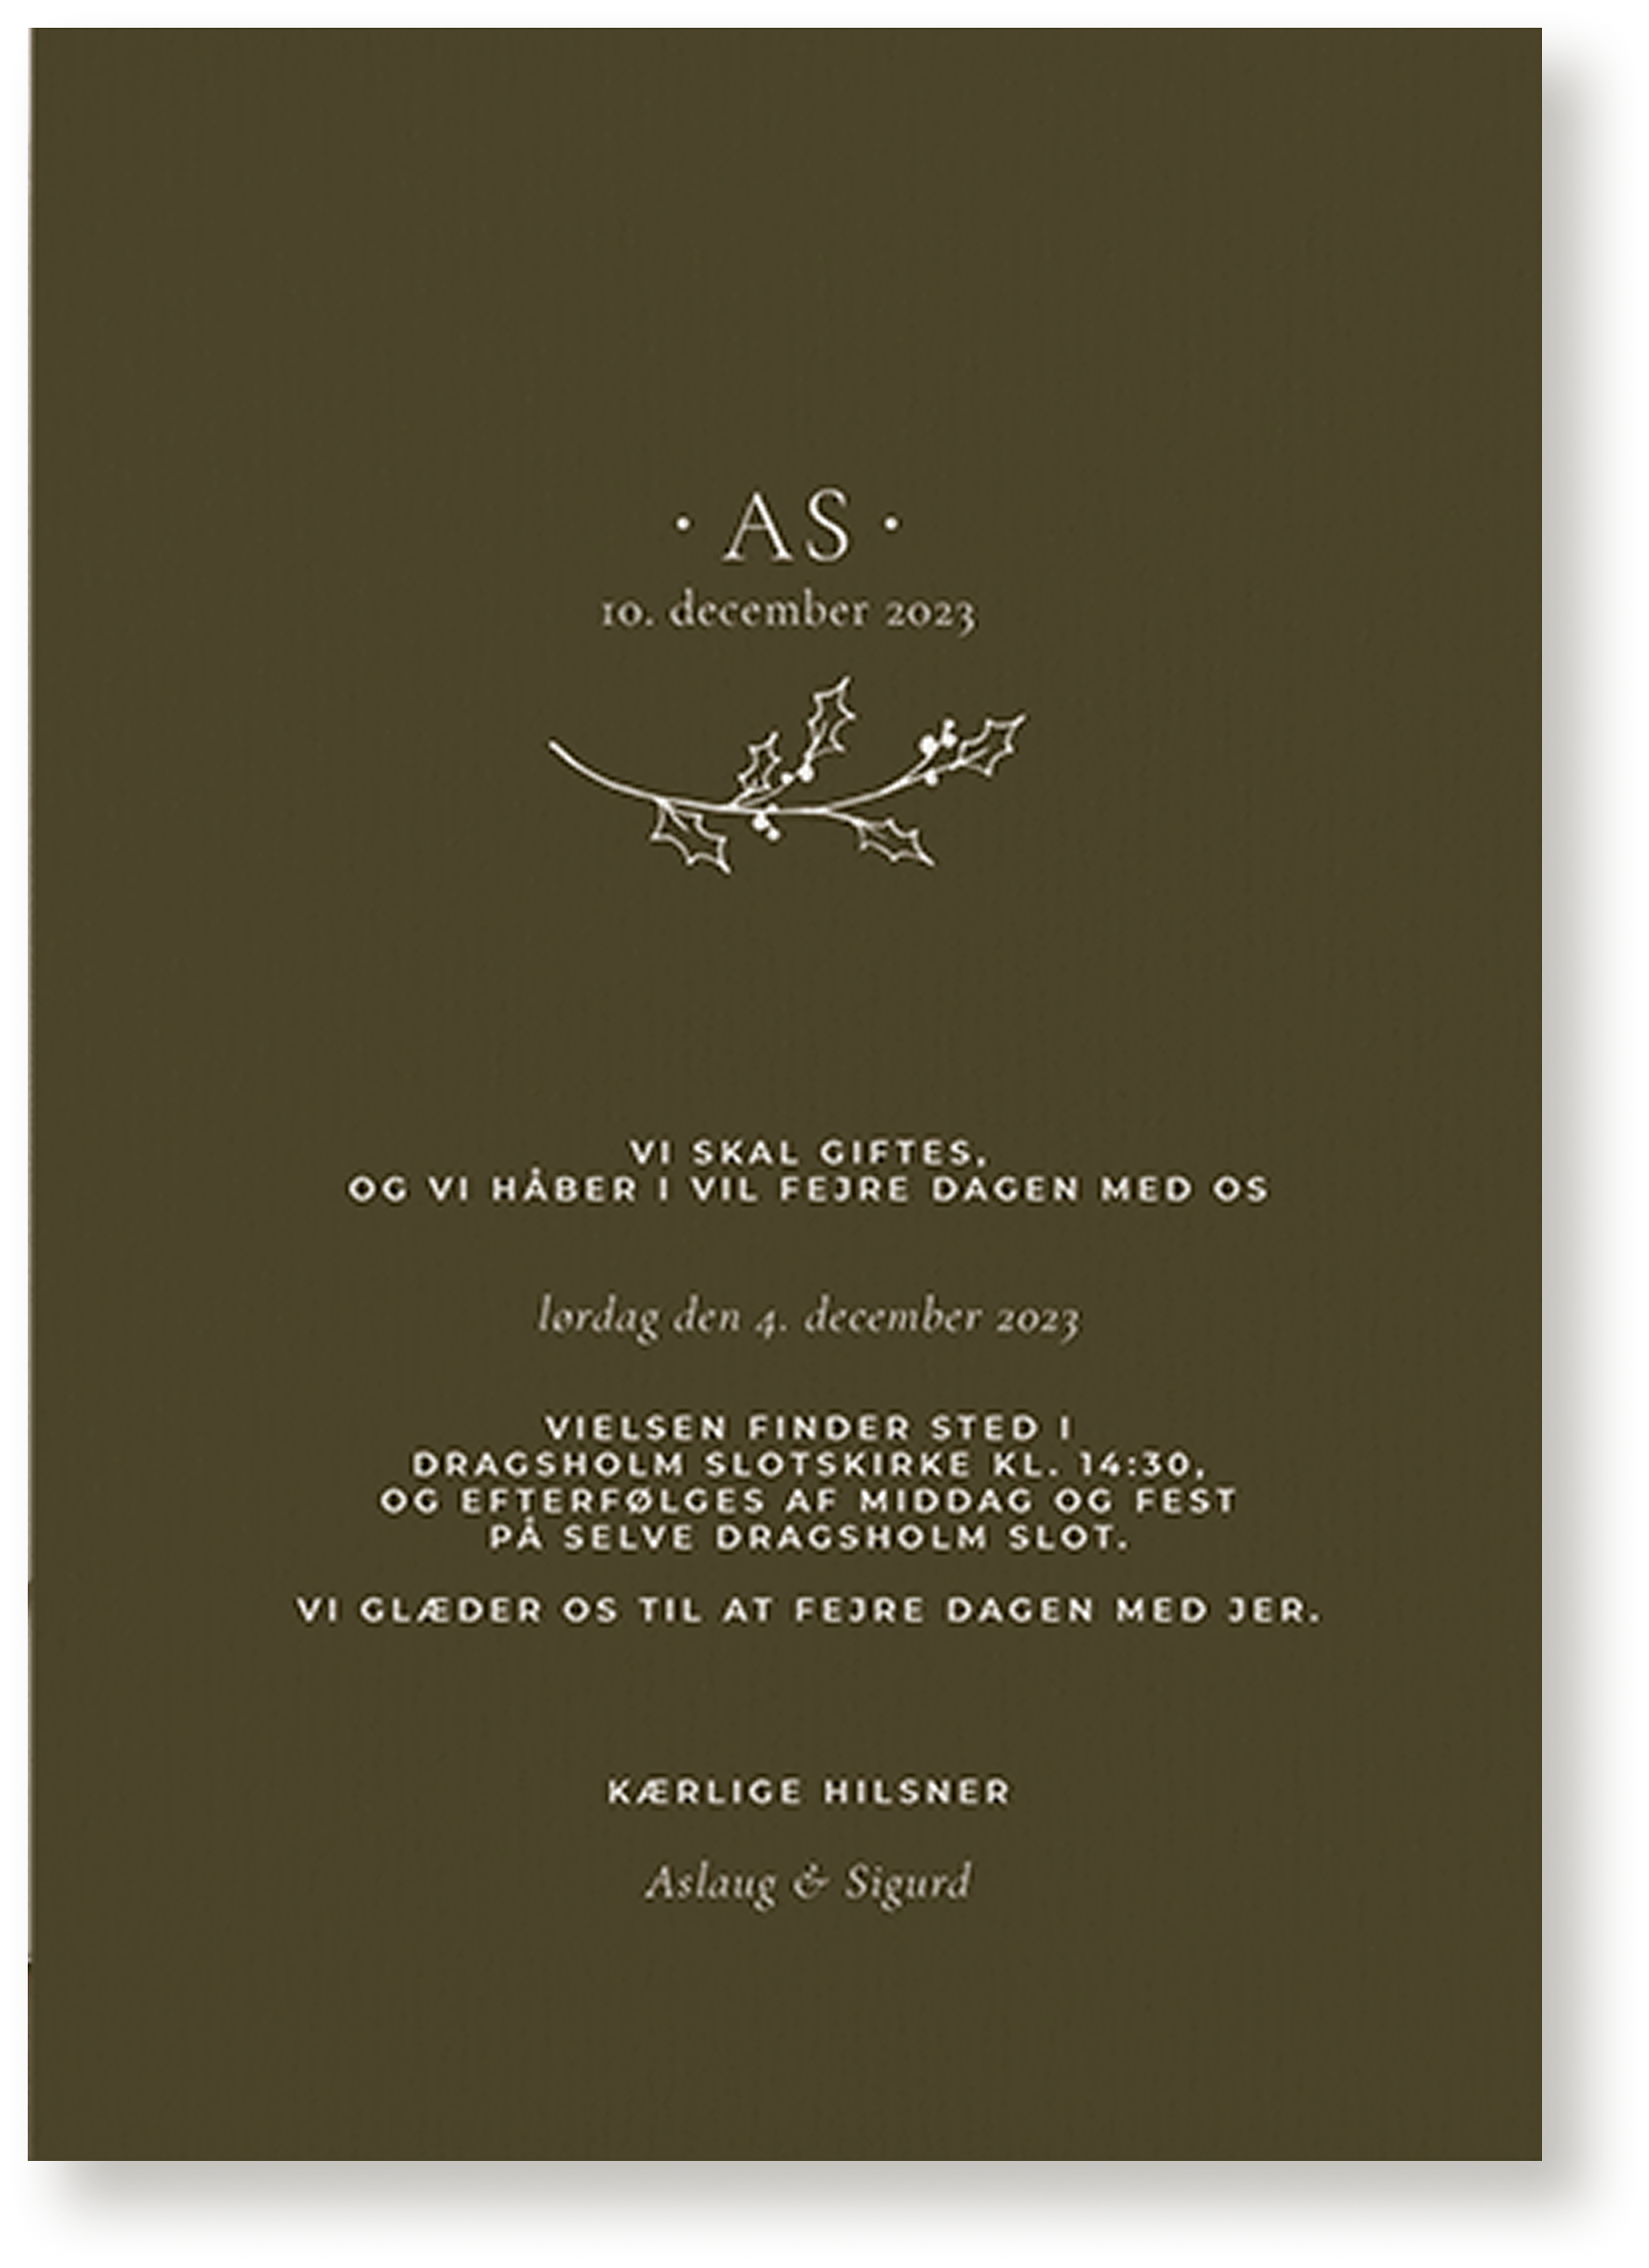 · AS ·
10. december 2023
VI SKAL GIFTES,
OG VI HÅBER I VIL FEJRE DAGEN MED OS
lørdag den 4. december 2023
VIELSEN FINDER STED I
DRAGSHOLM SLOTSKIRKE KL. 14:30,
OG EFTERFØLGES AF MIDDAG OG FEST
PÅ SELVE DRAGSHOLM SLOT.
VI GLÆDER OS TIL AT FEJRE DAGEN MED JER.
KÆRLIGE HILSNER
Aslaug & Sigurd